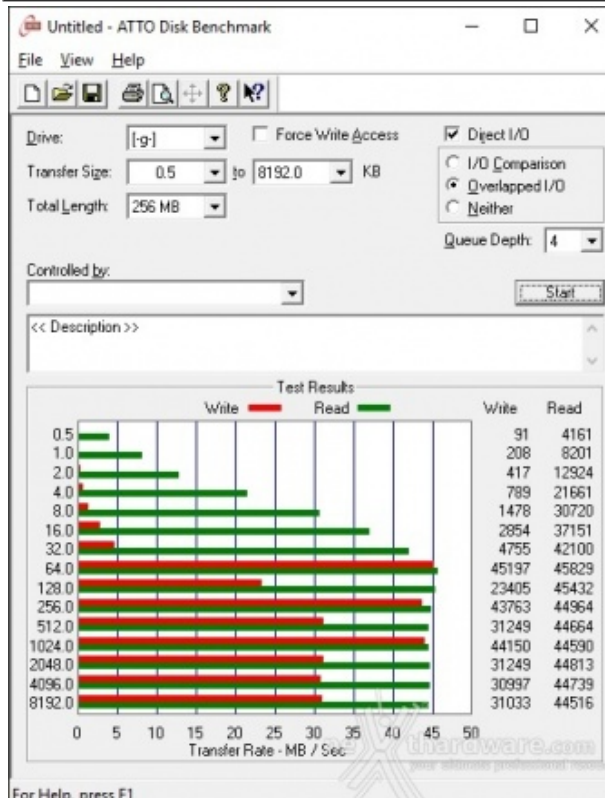 Untitled - ATTO Disk Benchmark
File View Help
Drive: [-g-] Force Write Access Direct I/O
Transfer Size: 0.5 to 8192.0 KB I/O Comparison
Overlapped I/O
Total Length: 256 MB Neither
Queue Depth: 4
Controlled by:
Start
<< Description >>
Test Results
Write Read Write Read
0.5 91 4161
1.0 208 8201
2.0 417 12924
4.0 789 21661
8.0 1478 30720
16.0 2854 37151
32.0 4755 42100
64.0 45197 45829
128.0 23405 45432
256.0 43763 44964
512.0 31249 44664
1024.0 44150 44590
2048.0 31249 44813
4096.0 30997 44739
8192.0 31033 44516
0 5 10 15 20 25 30 35 40 45 50
Transfer Rate - MB / Sec
For Help, press F1